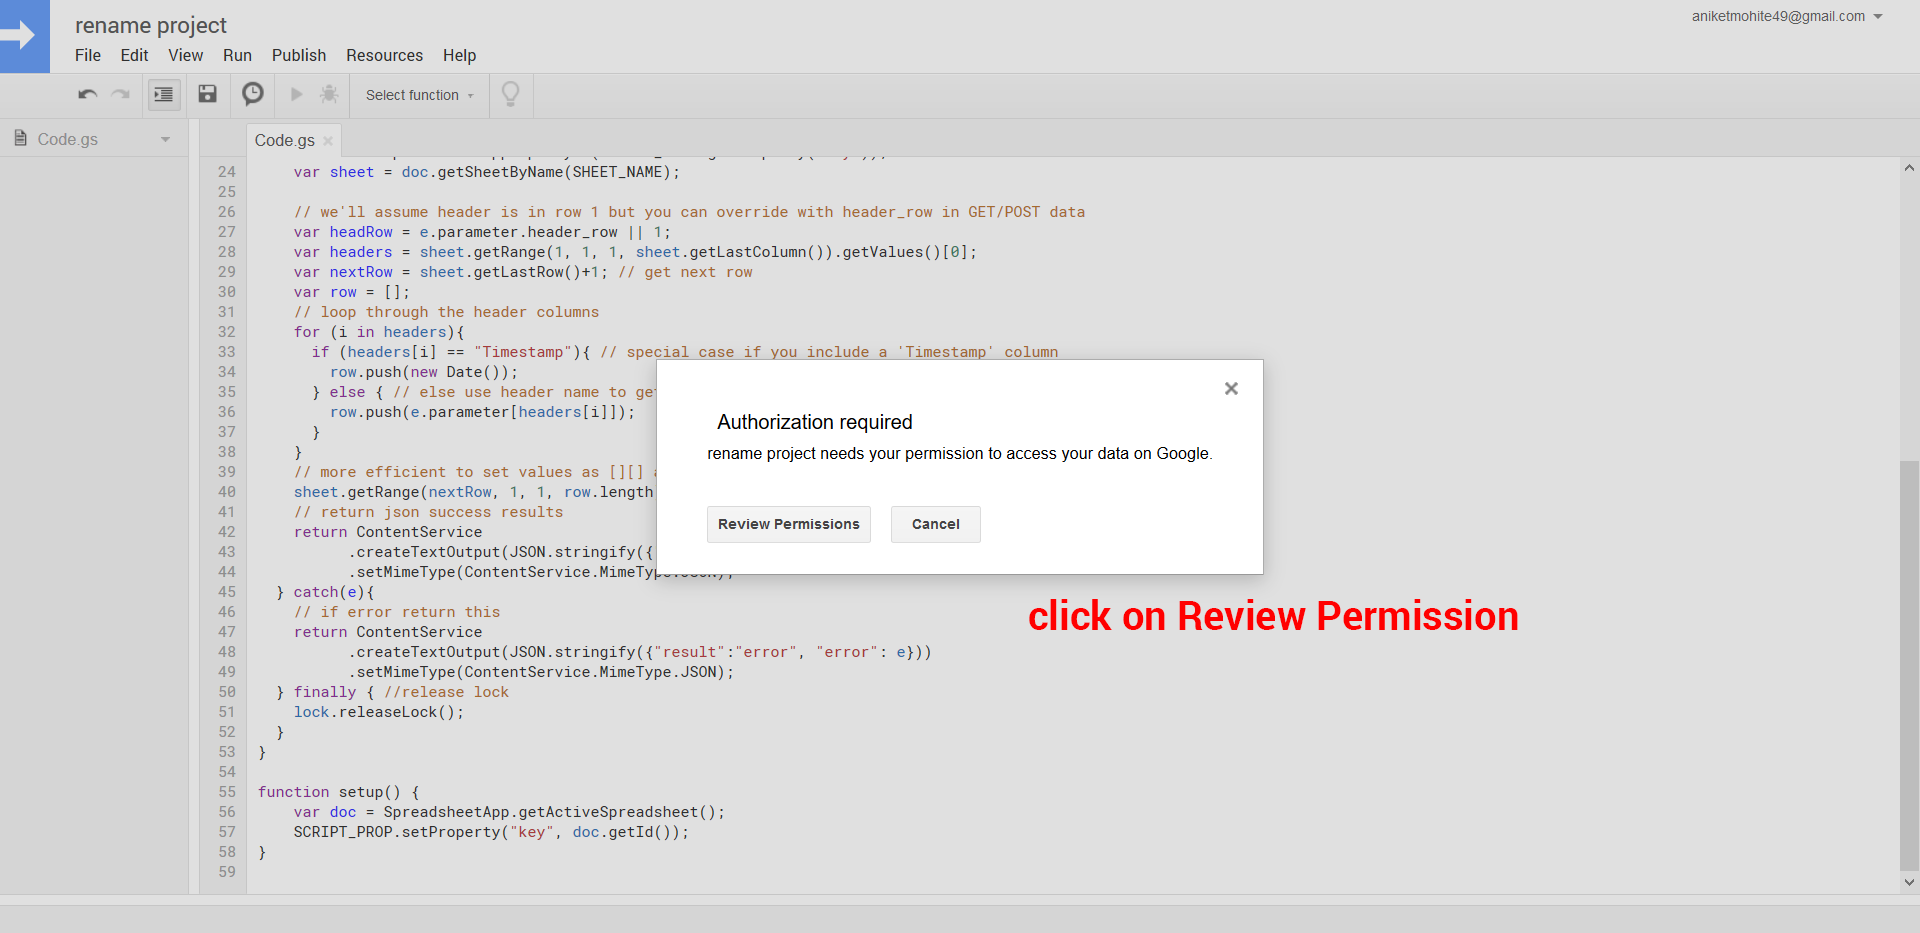 rename project
aniketmohite49@gmail.com
File Edit View Run Publish Resources Help
Select function
Code.gs
Code.gs
24 var sheet = doc.getSheetByName(SHEET_NAME);
25
26 // we'll assume header is in row 1 but you can override with header_row in GET/POST data
27 var headRow = e.parameter.header_row || 1;
28 var headers = sheet.getRange(1, 1, 1, sheet.getLastColumn()).getValues()[0];
29 var nextRow = sheet.getLastRow()+1; // get next row
30 var row = [];
31 // loop through the header columns
32 for (i in headers){
33 if (headers[i] == "Timestamp"){ // special case if you include a 'Timestamp' column
34 row.push(new Date());
35 } else { // else use header name to get
36 row.push(e.parameter[headers[i]]);
37 }
38 }
39 // more efficient to set values as [][]
40 sheet.getRange(nextRow, 1, 1, row.length
41 // return json success results
42 return ContentService
43 .createTextOutput(JSON.stringify({
44 .setMimeType(ContentService.MimeType.JSON);
45 } catch(e){
46 // if error return this
47 return ContentService
48 .createTextOutput(JSON.stringify({"result":"error", "error": e}))
49 .setMimeType(ContentService.MimeType.JSON);
50 } finally { //release lock
51 lock.releaseLock();
52 }
53 }
54
55 function setup() {
56 var doc = SpreadsheetApp.getActiveSpreadsheet();
57 SCRIPT_PROP.setProperty("key", doc.getId());
58 }
59
Authorization required
rename project needs your permission to access your data on Google.
Review Permissions Cancel
click on Review Permission